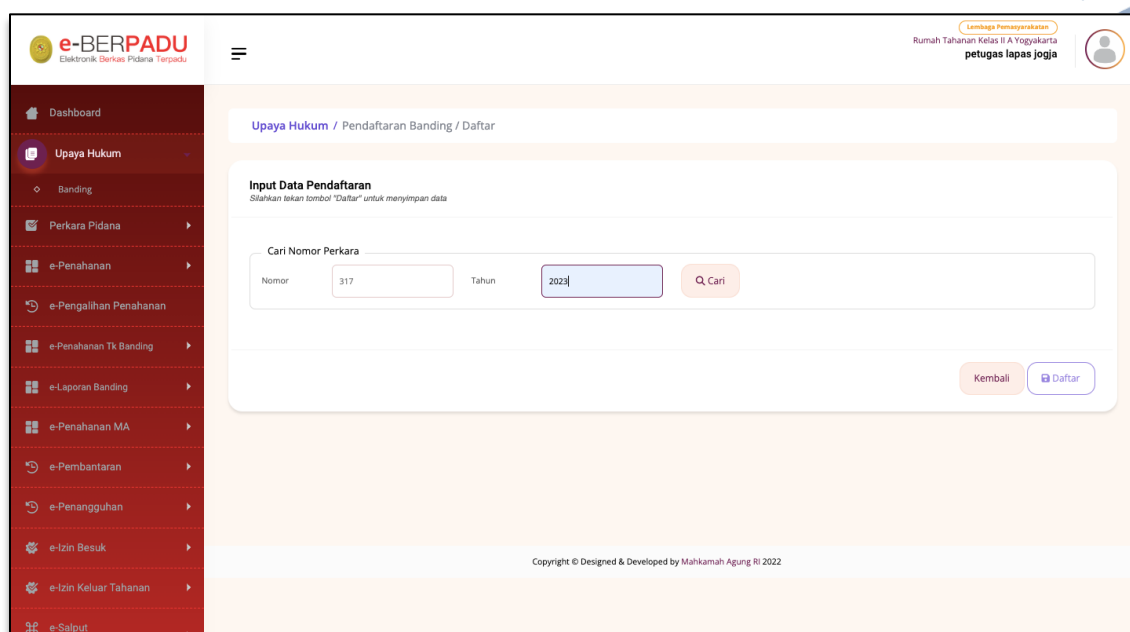 e-BERPADU
Elektronik Berkas Pidana Terpadu
Lembaga Pemasyarakatan
Rumah Tahanan Kelas II A Yogyakarta
petugas lapas jogja
Dashboard
Upaya Hukum
Banding
Perkara Pidana
e-Penahanan
e-Pengalihan Penahanan
e-Penahanan Tk Banding
e-Laporan Banding
e-Penahanan MA
e-Pembantaran
e-Penangguhan
e-Izin Besuk
e-Izin Keluar Tahanan
e-Salput
Upaya Hukum / Pendaftaran Banding / Daftar
Input Data Pendaftaran
Silahkan tekan tombol "Daftar" untuk menyimpan data
Cari Nomor Perkara
Nomor 317 Tahun 2023 Cari
Kembali Daftar
Copyright © Designed & Developed by Mahkamah Agung RI 2022